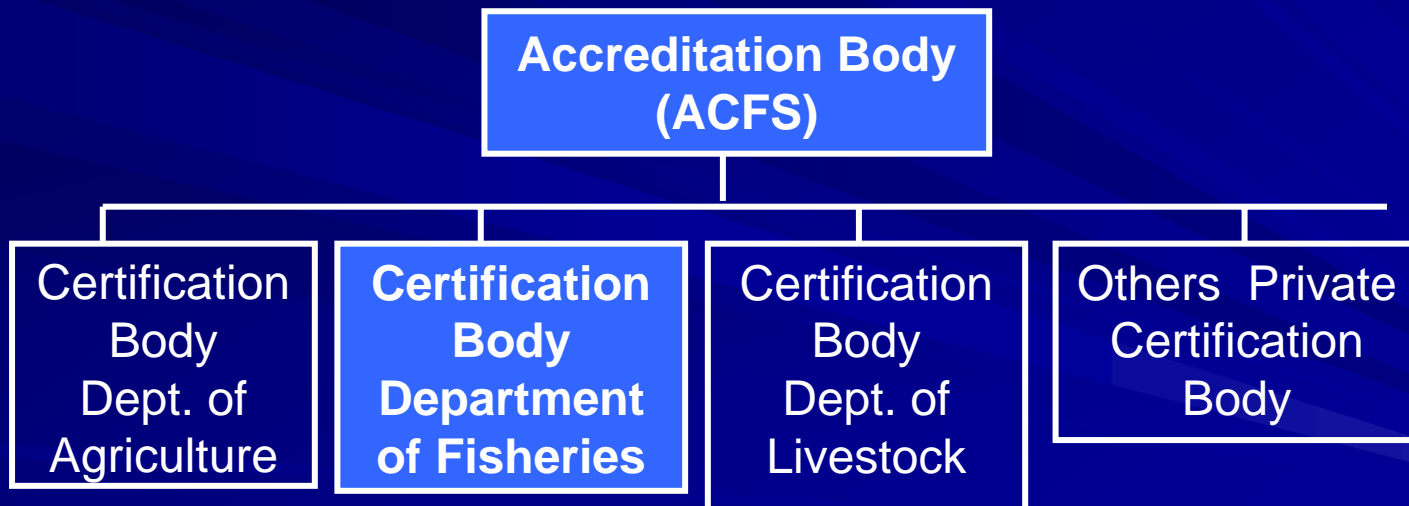 Accreditation Body
(ACFS)
Certification
Body
Dept. of
Agriculture
Certification
Body
Department
of Fisheries
Certification
Body
Dept. of
Livestock
Others Private
Certification
Body